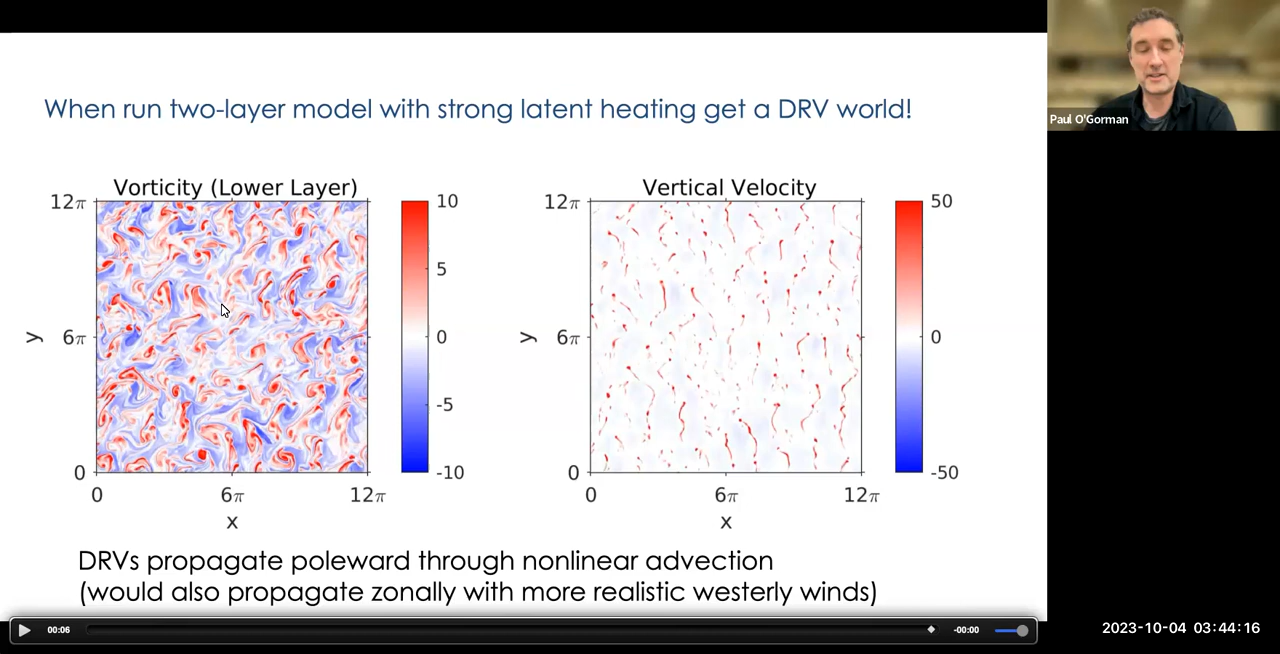 When run two-layer model with strong latent heating get a DRV world!
Paul O'Gorman
Vorticity (Lower Layer)
12π
6π
0
y
0
6π
12π
x
10
5
0
-5
-10
Vertical Velocity
12π
6π
0
y
0
6π
12π
x
50
0
-50
DRVs propagate poleward through nonlinear advection
(would also propagate zonally with more realistic westerly winds)
00:06
-00:00
2023-10-04 03:44:16